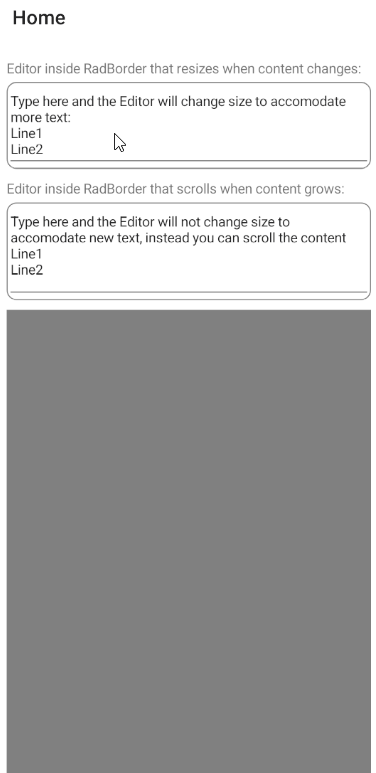 Home
Editor inside RadBorder that resizes when content changes:
Type here and the Editor will change size to accomodate
more text:
Line1
Line2
Editor inside RadBorder that scrolls when content grows:
Type here and the Editor will not change size to
accomodate new text, instead you can scroll the content
Line1
Line2